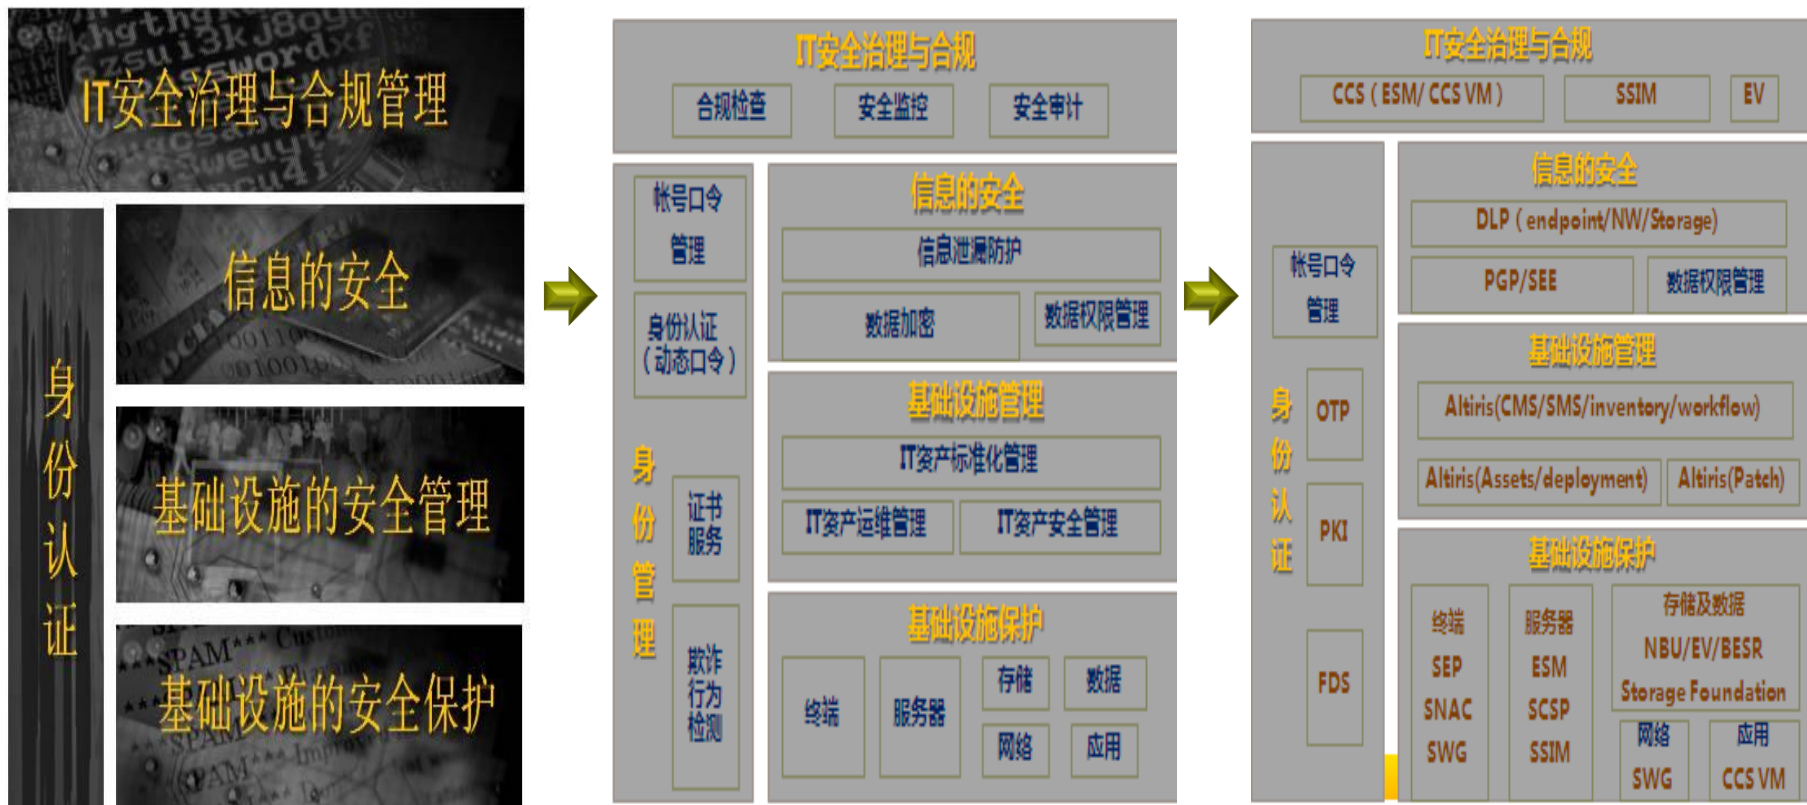 IT安全治理与合规管理
身份认证
信息的安全
基础设施的安全管理
基础设施的安全保护
IT安全治理与合规
合规检查
安全监控
安全审计
帐号口令
管理
身份认证
（动态口令）
身份管理
证书
服务
欺诈
行为
检测
信息的安全
信息泄漏防护
数据加密
数据权限管理
基础设施管理
IT资产标准化管理
IT资产运维管理
IT资产安全管理
基础设施保护
终端
服务器
存储
数据
网络
应用
IT安全治理与合规
CCS（ESM/ CCS VM）
SSIM
EV
帐号口令
管理
身份认证
OTP
PKI
FDS
信息的安全
DLP（endpoint/NW/Storage)
PGP/SEE
数据权限管理
基础设施管理
Altiris(CMS/SMS/inventory/workflow)
Altiris(Assets/deployment)
Altiris(Patch)
基础设施保护
终端
SEP
SNAC
SWG
服务器
ESM
SCSP
SSIM
存储及数据
NBU/EV/BESR
Storage Foundation
网络
SWG
应用
CCS VM